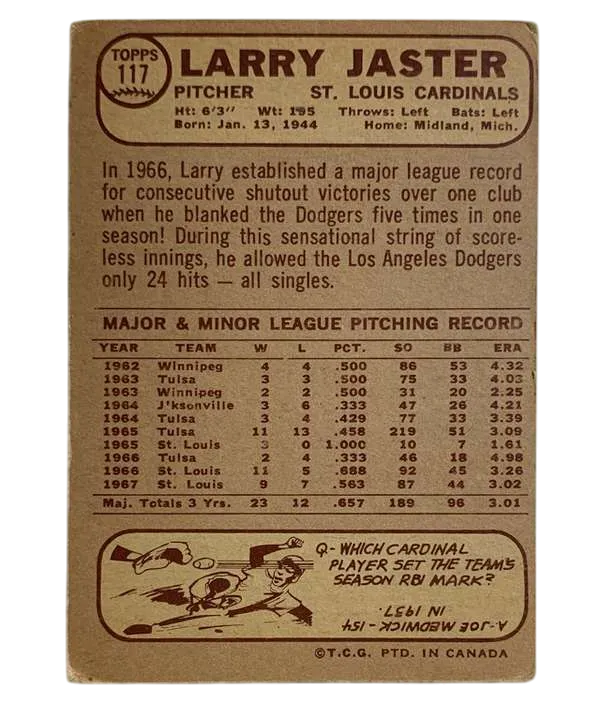 TOPPS
117
LARRY JASTER
PITCHER ST. LOUIS CARDINALS
Ht: 6'3" Wt: 195 Throws: Left Bats: Left
Born: Jan. 13, 1944 Home: Midland, Mich.
In 1966, Larry established a major league record
for consecutive shutout victories over one club
when he blanked the Dodgers five times in one
season! During this sensational string of score-
less innings, he allowed the Los Angeles Dodgers
only 24 hits — all singles.
MAJOR & MINOR LEAGUE PITCHING RECORD
YEAR TEAM W L PCT. SO BB ERA
1962 Winnipeg 4 4 .500 86 53 4.32
1963 Tulsa 3 3 .500 75 33 4.03
1963 Winnipeg 2 2 .500 31 20 2.25
1964 J'ksonville 3 6 .333 47 26 4.21
1964 Tulsa 3 4 .429 77 33 3.39
1965 Tulsa 11 13 .458 219 51 3.09
1965 St. Louis 3 0 1.000 10 7 1.61
1966 Tulsa 2 4 .333 46 18 4.98
1966 St. Louis 11 5 .688 92 45 3.26
1967 St. Louis 9 7 .563 87 44 3.02
Maj. Totals 3 Yrs. 23 12 .657 189 96 3.01
Q-WHICH CARDINAL
PLAYER SET THE TEAM'S
SEASON RBI MARK?
A-JOE MEDWICK-154
IN 1937.
©T.C.G. PTD. IN CANADA